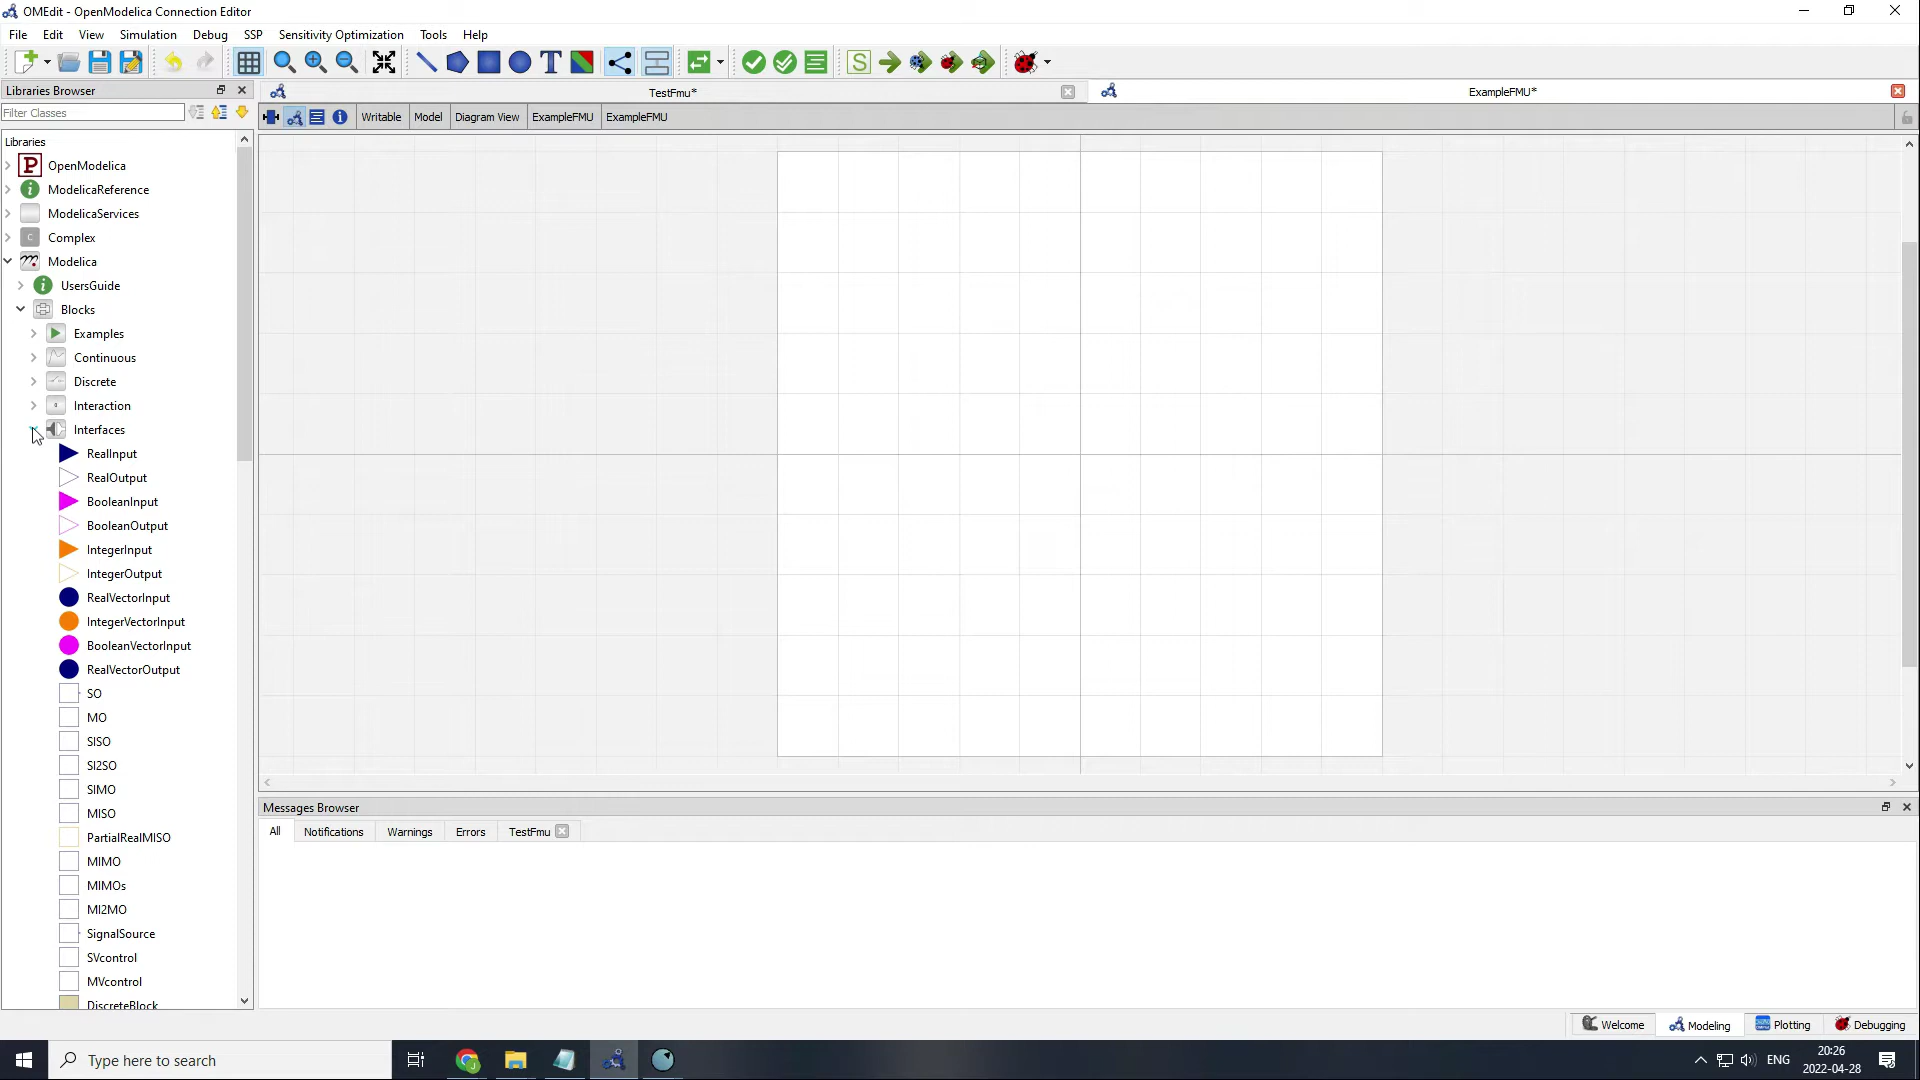 OMEdit - OpenModelica Connection Editor
File Edit View Simulation Debug SSP Sensitivity Optimization Tools Help
Libraries Browser
Filter Classes
TestFmu*
ExampleFMU*
Writable Model Diagram View ExampleFMU ExampleFMU
Libraries
OpenModelica
ModelicaReference
ModelicaServices
Complex
Modelica
UsersGuide
Blocks
Examples
Continuous
Discrete
Interaction
Interfaces
RealInput
RealOutput
BooleanInput
BooleanOutput
IntegerInput
IntegerOutput
RealVectorInput
IntegerVectorInput
BooleanVectorInput
RealVectorOutput
SO
MO
SISO
SI2SO
SIMO
MISO
PartialRealMISO
MIMO
MIMOs
MI2MO
SignalSource
SVcontrol
MVcontrol
DiscreteBlock
Messages Browser
All Notifications Warnings Errors TestFmu
Welcome Modeling Plotting Debugging
Type here to search
ENG
20:26
2022-04-28